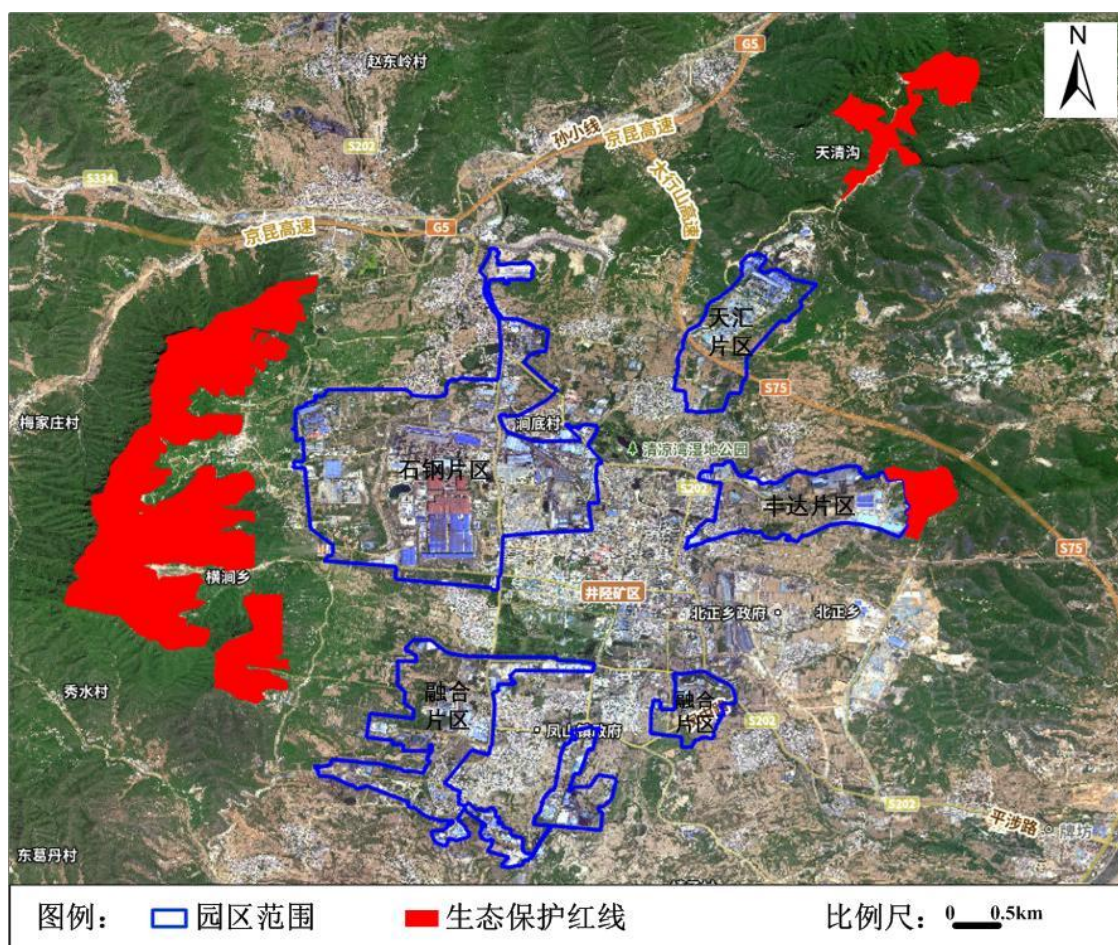 G5
N
赵东岭村
孙小线
京昆高速
天清沟
S202
太行山高速
S334
京昆高速
G5
天汇
片区
S75
梅家庄村
涧底村
清凉湾湿地公园
石钢片区
S202
丰达片区
S75
横涧乡
井陉矿区
北正乡政府
北正乡
秀水村
融合
片区
融合
片区
凤山镇政府
S202
S202
平涉路
牌坊
东葛丹村
图例：
园区范围
生态保护红线
比例尺：
0 0.5km